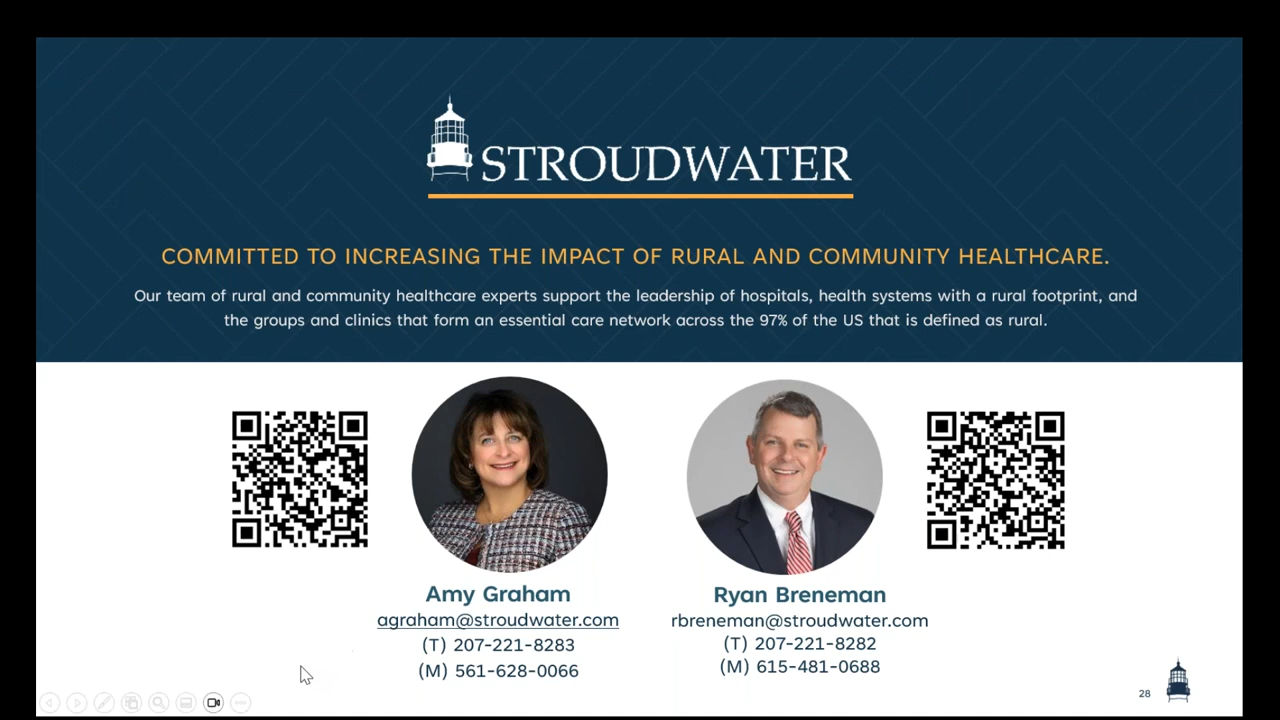 STROUDWATER
COMMITTED TO INCREASING THE IMPACT OF RURAL AND COMMUNITY HEALTHCARE.
Our team of rural and community healthcare experts support the leadership of hospitals, health systems with a rural footprint, and
the groups and clinics that form an essential care network across the 97% of the US that is defined as rural.
Amy Graham
agraham@stroudwater.com
(T) 207-221-8283
(M) 561-628-0066
Ryan Breneman
rbreneman@stroudwater.com
(T) 207-221-8282
(M) 615-481-0688
28